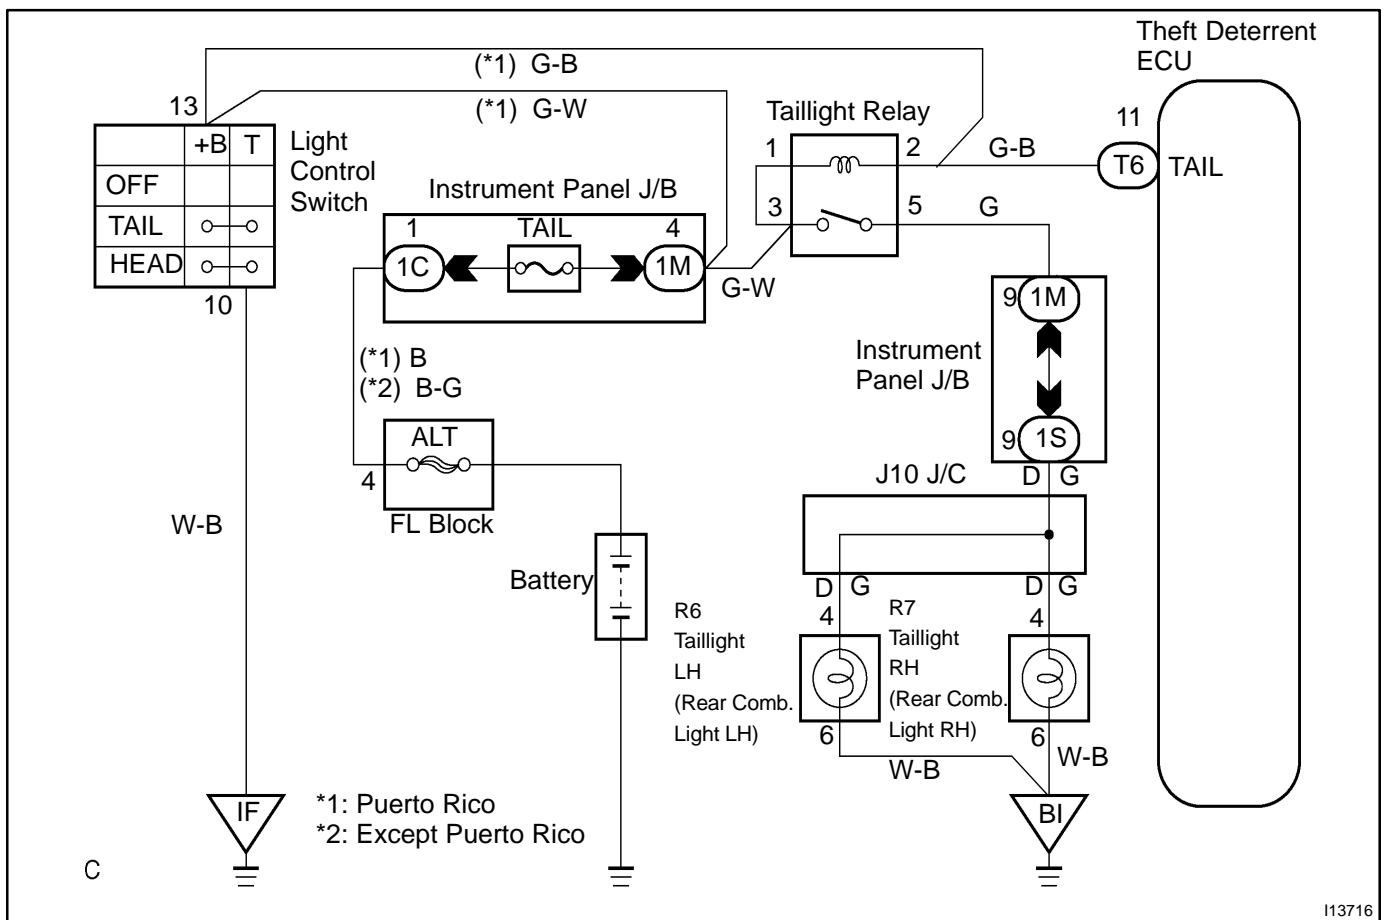 Theft Deterrent
ECU
(*1) G-B
13
(*1) G-W
Taillight Relay
11
+B T
Light
Control
Switch
1
2
G-B
T6
TAIL
OFF
Instrument Panel J/B
TAIL
3
5
G
HEAD
1
TAIL
4
1C
1M
G-W
10
9
1M
(*1) B
(*2) B-G
Instrument
Panel J/B
ALT
4
FL Block
9
1S
D G
J10 J/C
W-B
Battery
D G
D G
4
4
R6
Taillight
LH
(Rear Comb.
Light LH)
R7
Taillight
RH
(Rear Comb.
Light RH)
6
6
W-B
W-B
IF
*1: Puerto Rico
*2: Except Puerto Rico
BI
C
I13716